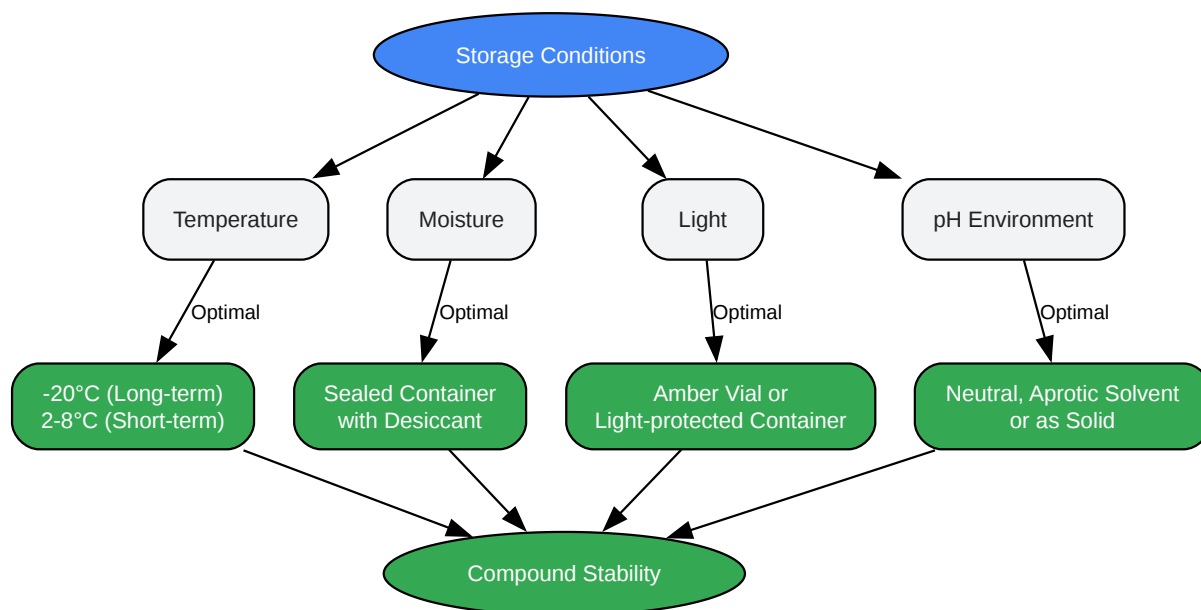 Storage Conditions
Temperature
Moisture
Light
pH Environment
Optimal
Optimal
Optimal
Optimal
-20°C (Long-term)
2-8°C (Short-term)
Sealed Container
with Desiccant
Amber Vial or
Light-protected Container
Neutral, Aprotic Solvent
or as Solid
Compound Stability